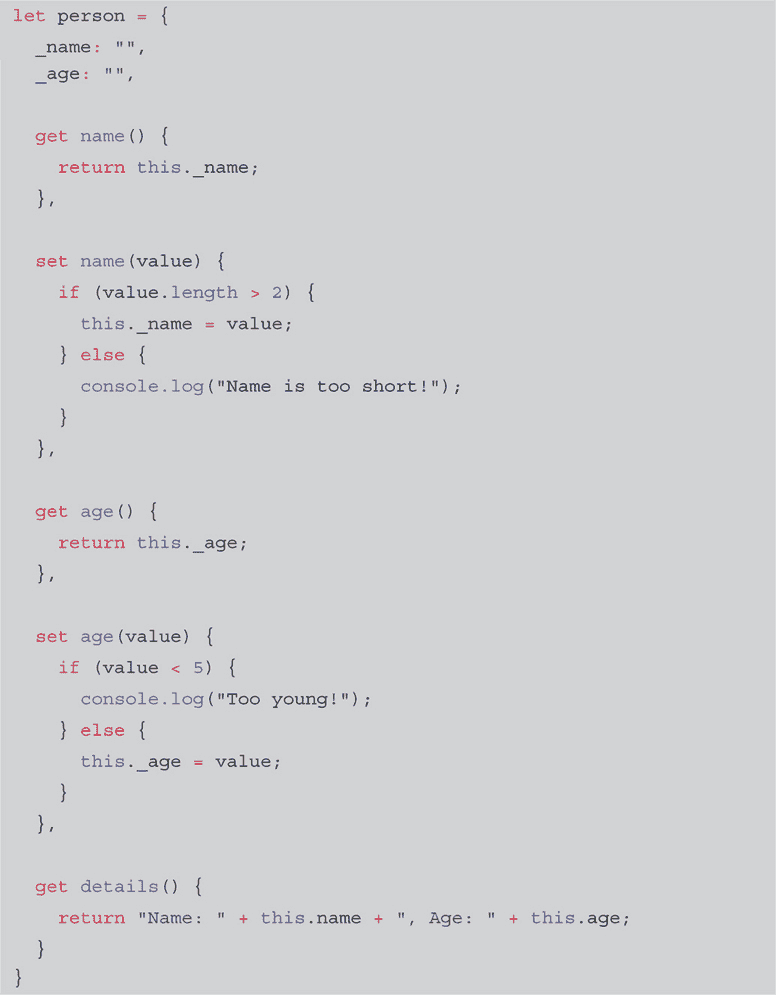 let person = {
  _name: "",
  _age: "",

  get name() {
    return this._name;
  },

  set name(value) {
    if (value.length > 2) {
      this._name = value;
    } else {
      console.log("Name is too short!");
    }
  },

  get age() {
    return this._age;
  },

  set age(value) {
    if (value < 5) {
      console.log("Too young!");
    } else {
      this._age = value;
    }
  },

  get details() {
    return "Name: " + this.name + ", Age: " + this.age;
  }
}